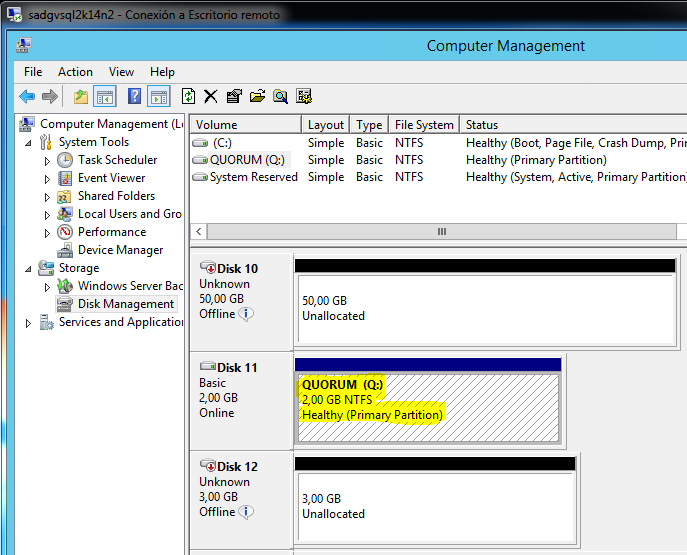 sadgvsql2k14n2 - Conexión a Escritorio remoto
Computer Management
File Action View Help
Computer Management (Lo
System Tools
Task Scheduler
Event Viewer
Shared Folders
Local Users and Gro
Performance
Device Manager
Storage
Windows Server Bac
Disk Management
Services and Application
Volume Layout Type File System Status
(C:) Simple Basic NTFS Healthy (Boot, Page File, Crash Dump, Prin
QUORUM (Q:) Simple Basic NTFS Healthy (Primary Partition)
System Reserved Simple Basic NTFS Healthy (System, Active, Primary Partition)
Disk 10
Unknown
50,00 GB
Offline
50,00 GB
Unallocated
Disk 11
Basic
2,00 GB
Online
QUORUM (Q:)
2,00 GB NTFS
Healthy (Primary Partition)
Disk 12
Unknown
3,00 GB
Offline
3,00 GB
Unallocated